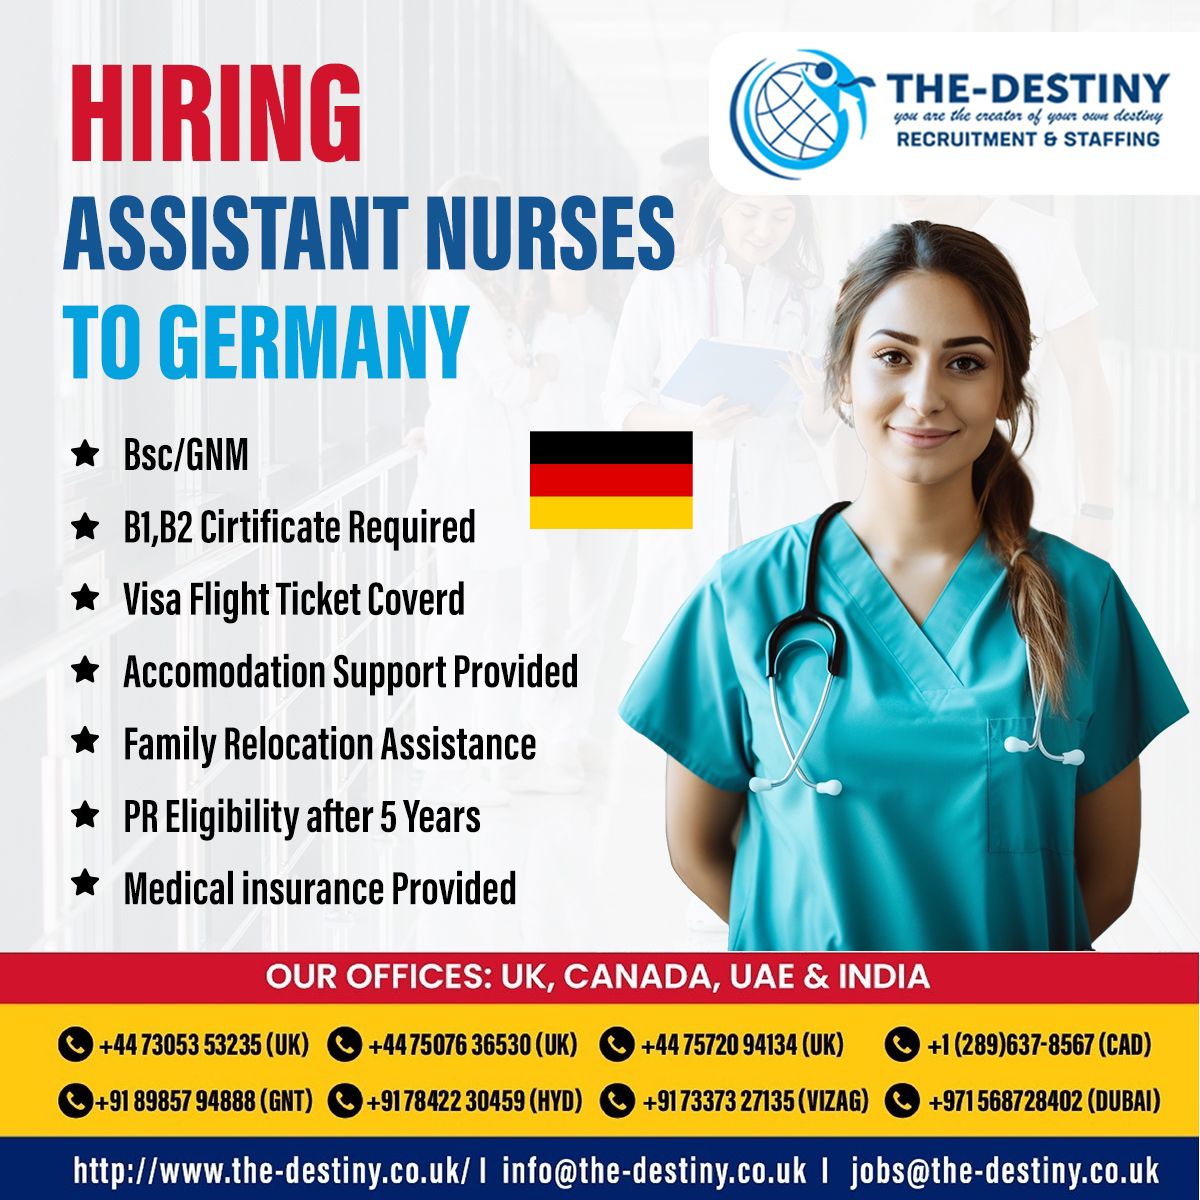 HIRING
ASSISTANT NURSES
TO GERMANY
THE-DESTINY
you are the creator of your own destiny
RECRUITMENT & STAFFING
Bsc/GNM
B1,B2 Cirtificate Required
Visa Flight Ticket Coverd
Accomodation Support Provided
Family Relocation Assistance
PR Eligibility after 5 Years
Medical insurance Provided
OUR OFFICES: UK, CANADA, UAE & INDIA
+44 73053 53235 (UK) +44 75076 36530 (UK) +44 75720 94134 (UK) +1 (289)637-8567 (CAD)
+91 89857 94888 (GNT) +91 78422 30459 (HYD) +91 73373 27135 (VIZAG) +971 568728402 (DUBAI)
http://www.the-destiny.co.uk/ | info@the-destiny.co.uk | jobs@the-destiny.co.uk